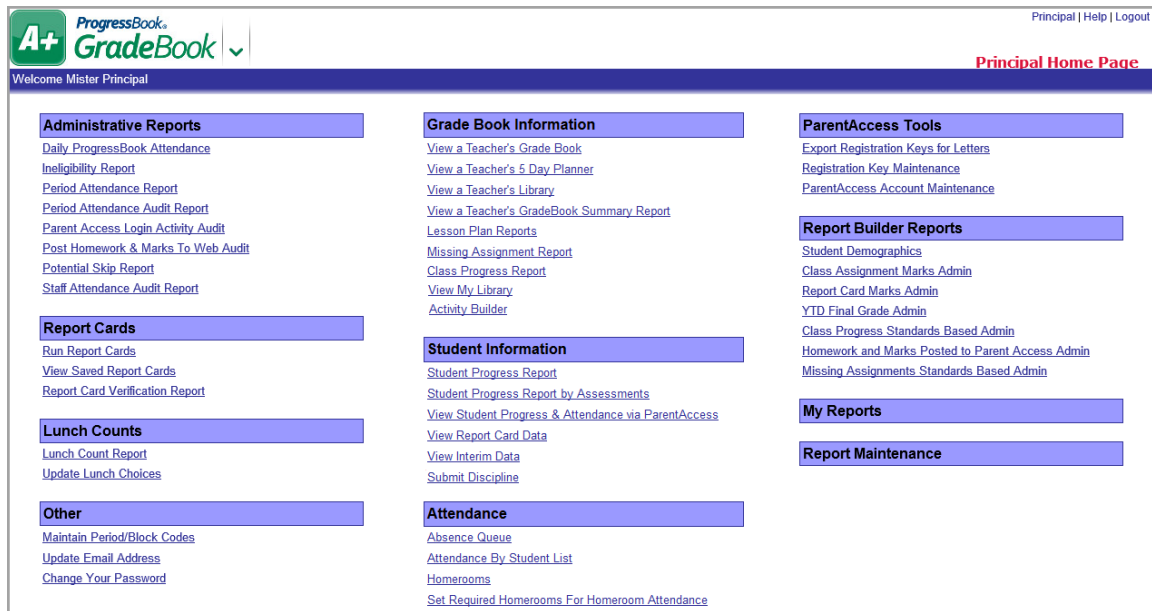 Principal | Help | Logout
A+
ProgressBook®
GradeBook
Principal Home Page
Welcome Mister Principal
Administrative Reports
Daily ProgressBook Attendance
Ineligibility Report
Period Attendance Report
Period Attendance Audit Report
Parent Access Login Activity Audit
Post Homework & Marks To Web Audit
Potential Skip Report
Staff Attendance Audit Report
Report Cards
Run Report Cards
View Saved Report Cards
Report Card Verification Report
Lunch Counts
Lunch Count Report
Update Lunch Choices
Other
Maintain Period/Block Codes
Update Email Address
Change Your Password
Grade Book Information
View a Teacher's Grade Book
View a Teacher's 5 Day Planner
View a Teacher's Library
View a Teacher's GradeBook Summary Report
Lesson Plan Reports
Missing Assignment Report
Class Progress Report
View My Library
Activity Builder
Student Information
Student Progress Report
Student Progress Report by Assessments
View Student Progress & Attendance via ParentAccess
View Report Card Data
View Interim Data
Submit Discipline
Attendance
Absence Queue
Attendance By Student List
Homerooms
Set Required Homerooms For Homeroom Attendance
ParentAccess Tools
Export Registration Keys for Letters
Registration Key Maintenance
ParentAccess Account Maintenance
Report Builder Reports
Student Demographics
Class Assignment Marks Admin
Report Card Marks Admin
YTD Final Grade Admin
Class Progress Standards Based Admin
Homework and Marks Posted to Parent Access Admin
Missing Assignments Standards Based Admin
My Reports
Report Maintenance